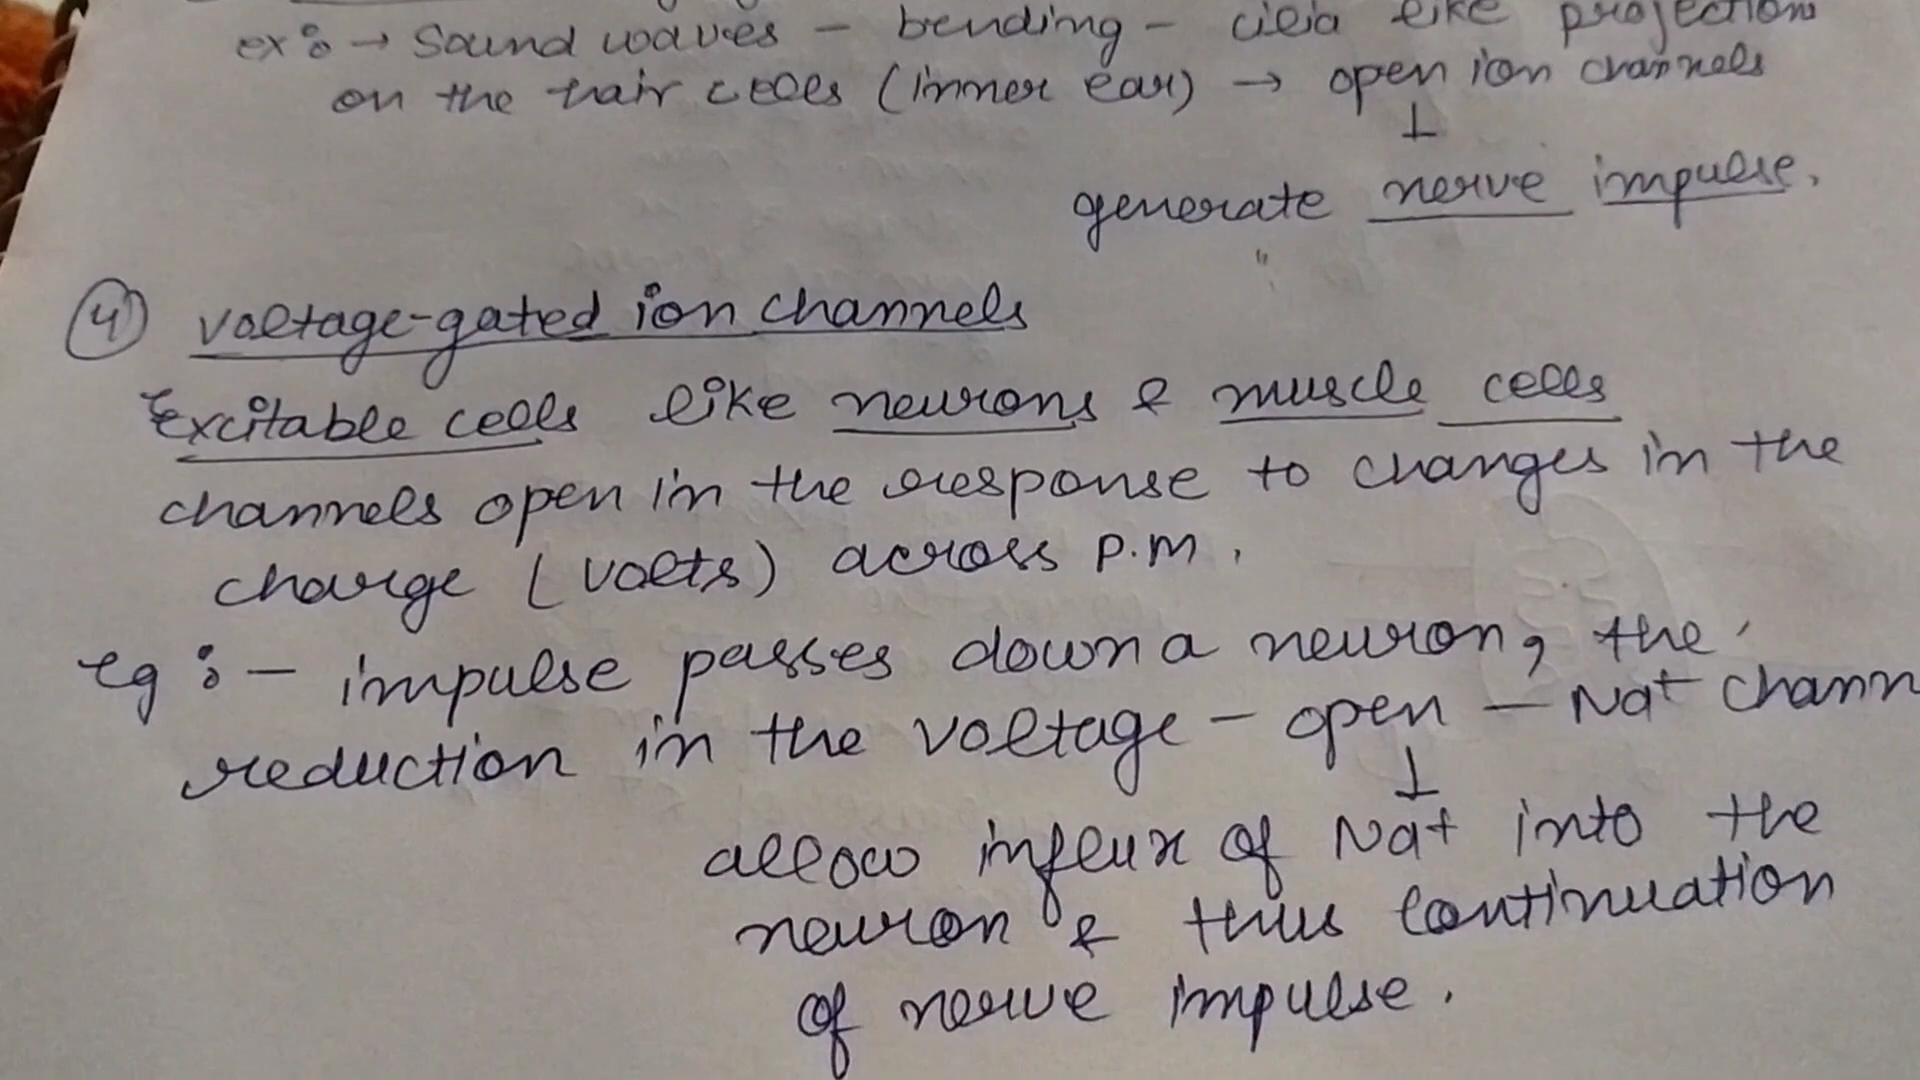 ex:→ Sound waves – bending – cilia like projection
on the hair cells (inner ear) → open ion channels
↓
generate nerve impulse.
④ voltage-gated ion channels
Excitable cells like neurons & muscle cells
channels open in the response to changes in the
charge (volts) across P.M.
eg :- impulse passes down a neuron, the
reduction in the voltage – open – Na+ chann
↓
allow influx of Na+ into the
neuron & thus continuation
of nerve impulse.